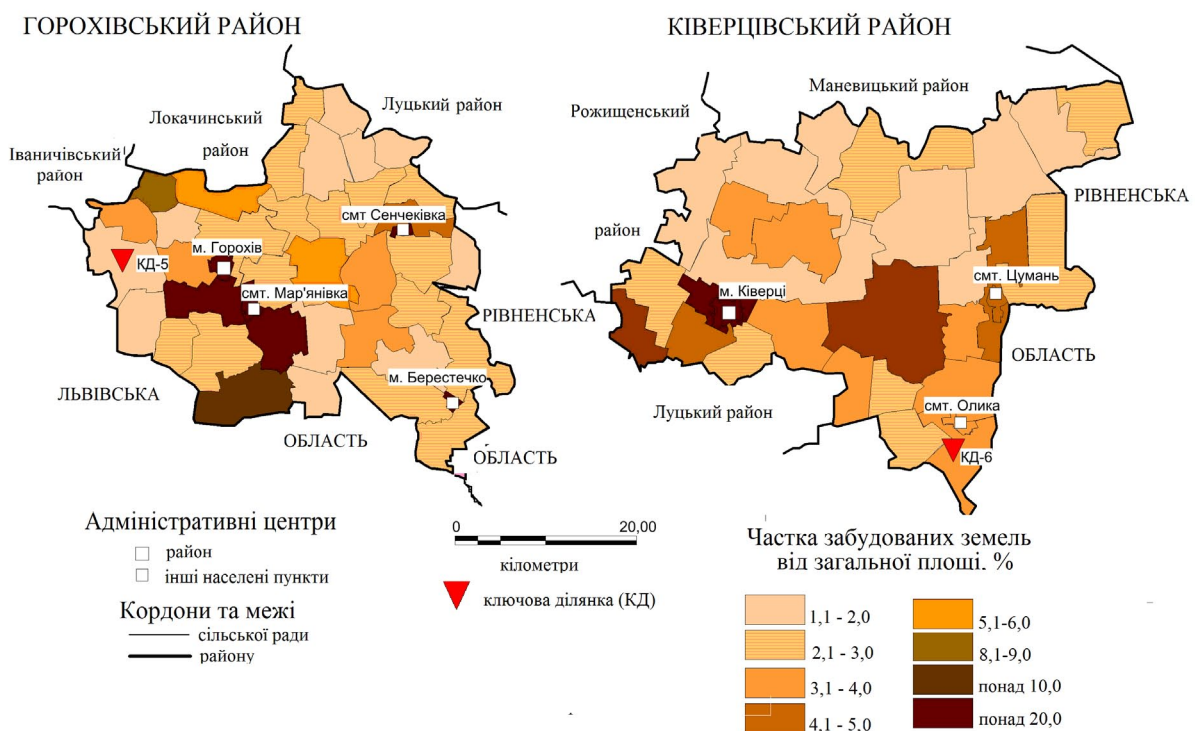 ГОРОХІВСЬКИЙ РАЙОН
Луцький район
Локачинський
район
Іваничівський
район
смт Сенчеківка
м. Горохів
КД-5
смт. Мар'янівка
РІВНЕНСЬКА
м. Берестечко
ЛЬВІВСЬКА
ОБЛАСТЬ
ОБЛАСТЬ
КІВЕРЦІВСЬКИЙ РАЙОН
Маневицький район
Рожищенський
РІВНЕНСЬКА
район
смт. Цумань
м. Ківерці
ОБЛАСТЬ
Луцький район
смт. Олика
КД-6
Адміністративні центри
район
інші населені пункти
Кордони та межі
сільської ради
району
0 20,00
кілометри
ключова ділянка (КД)
Частка забудованих земель
від загальної площі. %
1,1 - 2,0
2,1 - 3,0
3,1 - 4,0
4,1 - 5,0
5,1-6,0
8,1-9,0
понад 10,0
понад 20,0